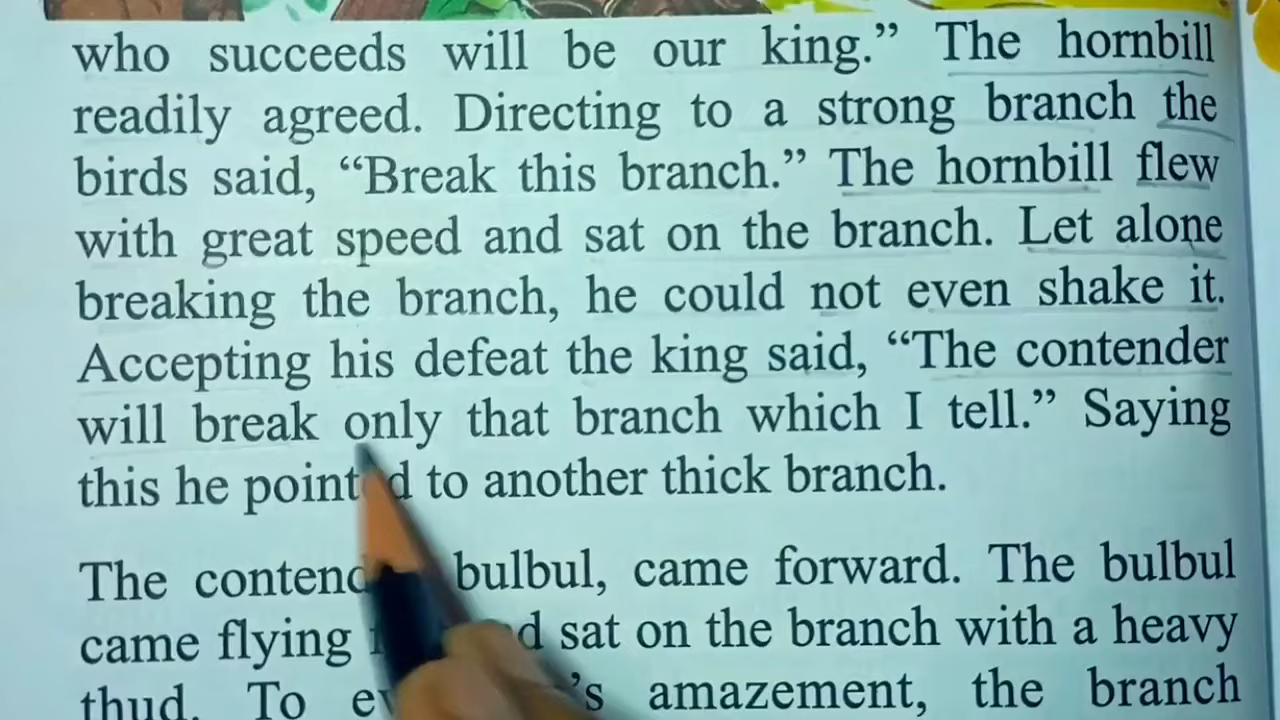 who succeeds will be our king.” The hornbill
readily agreed. Directing to a strong branch the
birds said, “Break this branch.” The hornbill flew
with great speed and sat on the branch. Let alone
breaking the branch, he could not even shake it.
Accepting his defeat the king said, “The contender
will break only that branch which I tell.” Saying
this he pointed to another thick branch.
The bulbul, came forward. The bulbul
came flying sat on the branch with a heavy
thud. To amazement, the branch